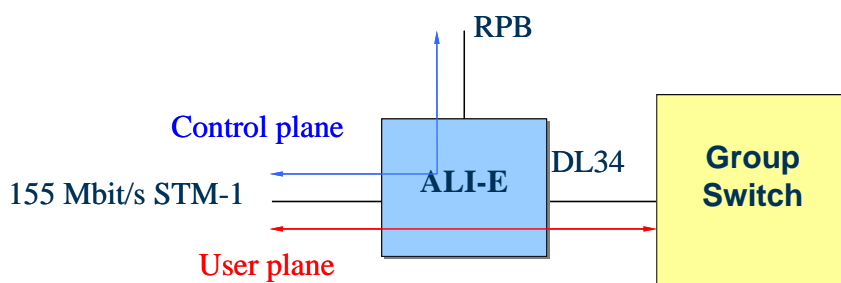 RPB
Control plane
DL34
ALI-E
Group
Switch
155 Mbit/s STM-1
User plane